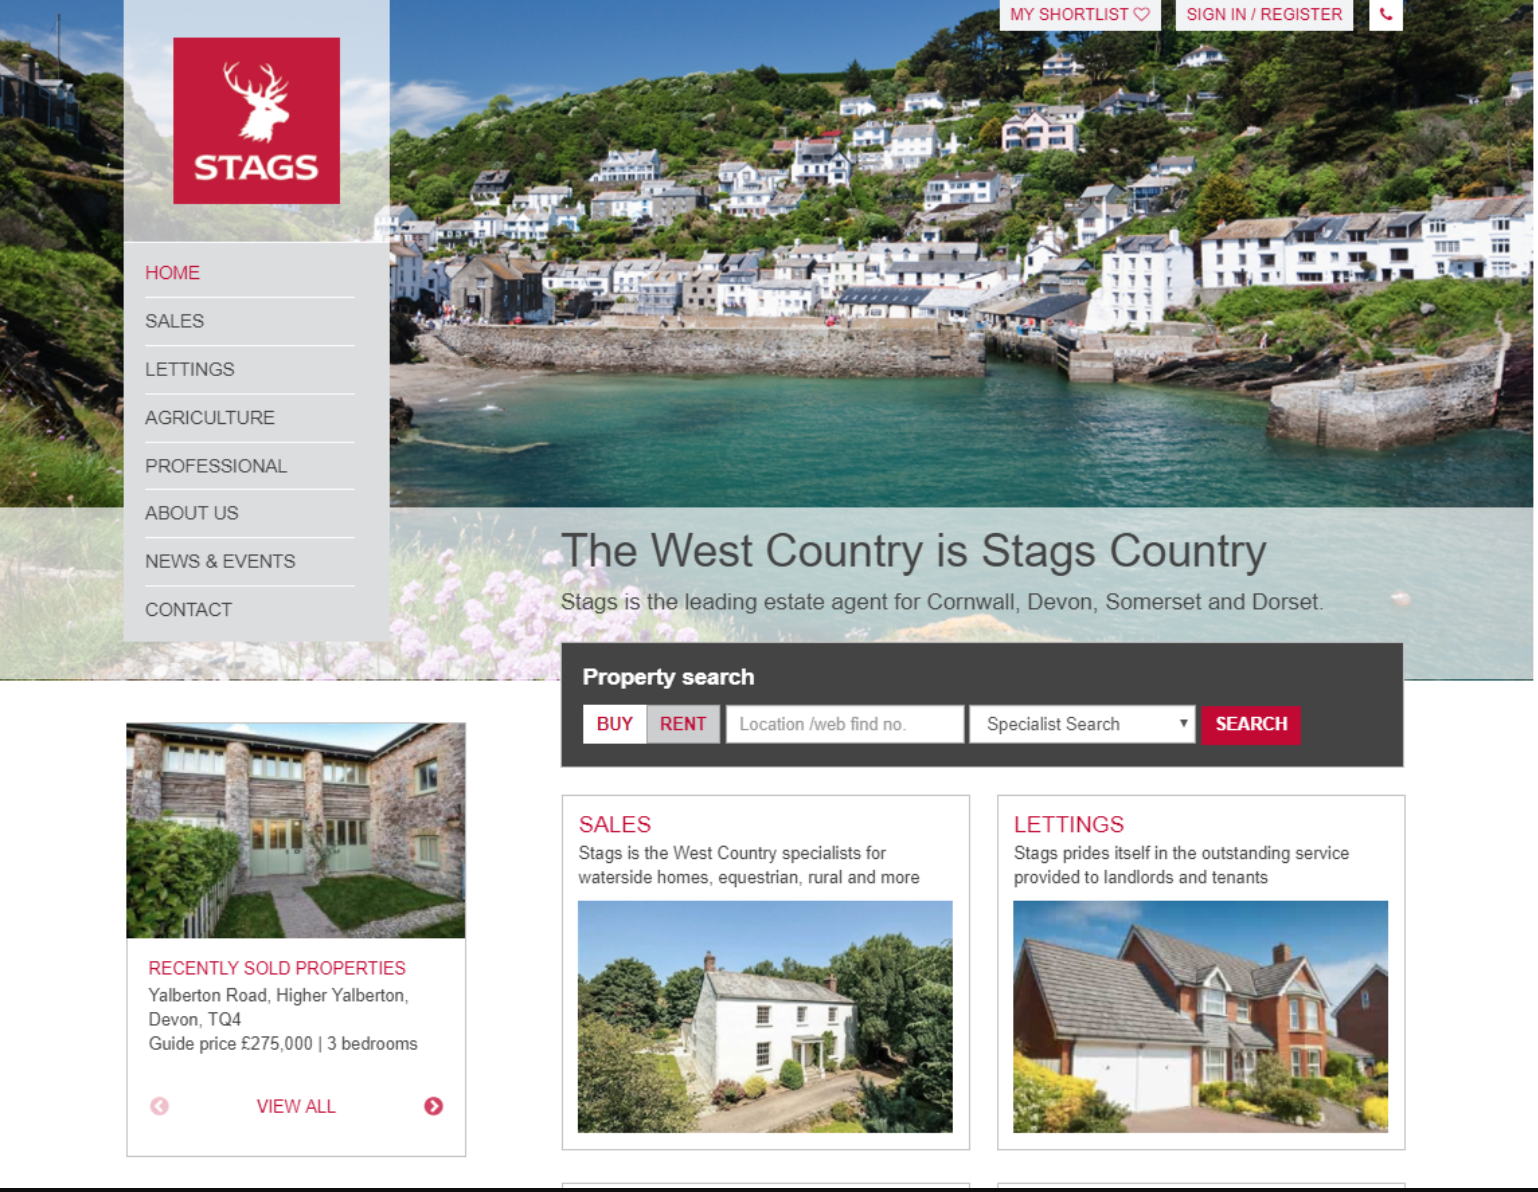 MY SHORTLIST
SIGN IN / REGISTER
STAGS
HOME
SALES
LETTINGS
AGRICULTURE
PROFESSIONAL
ABOUT US
NEWS & EVENTS
CONTACT
The West Country is Stags Country
Stags is the leading estate agent for Cornwall, Devon, Somerset and Dorset.
Property search
BUY RENT Location /web find no. Specialist Search SEARCH
RECENTLY SOLD PROPERTIES
Yalberton Road, Higher Yalberton,
Devon, TQ4
Guide price £275,000 | 3 bedrooms
VIEW ALL
SALES
Stags is the West Country specialists for
waterside homes, equestrian, rural and more
LETTINGS
Stags prides itself in the outstanding service
provided to landlords and tenants